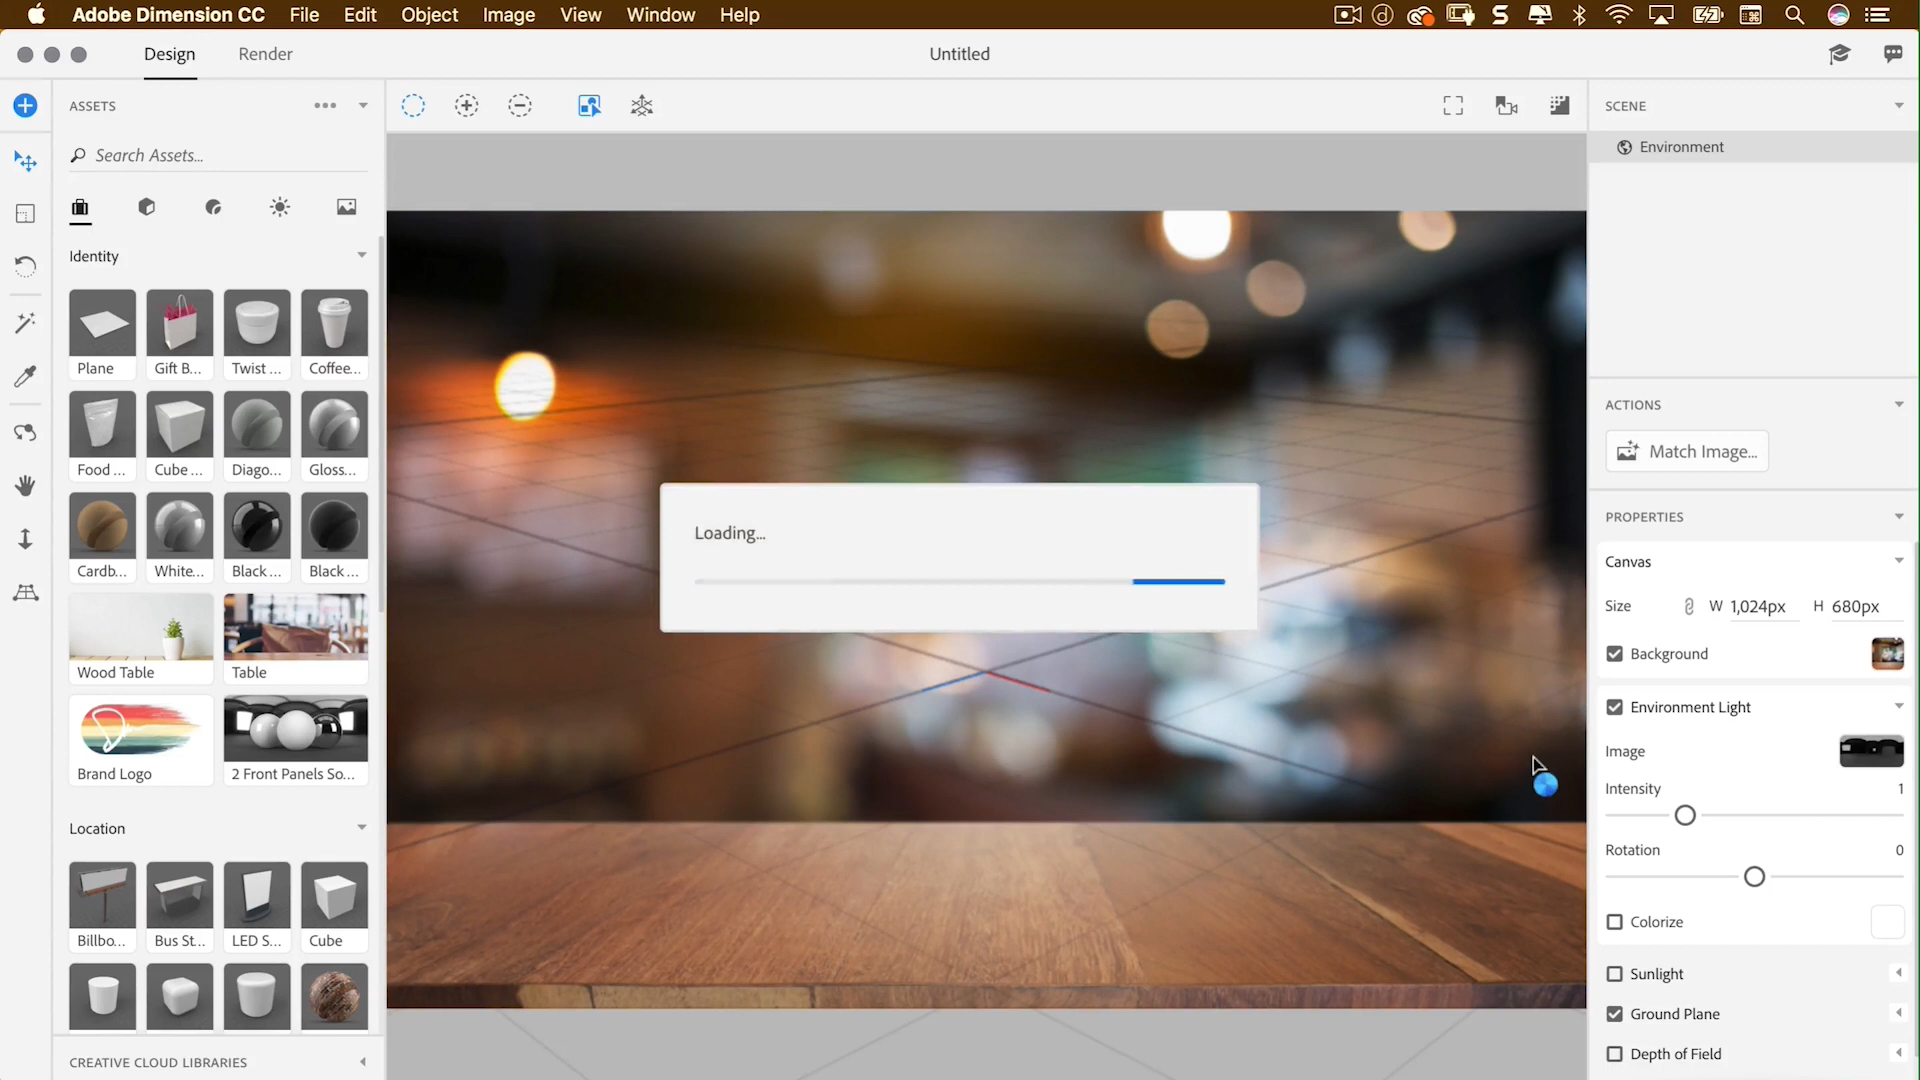 Adobe Dimension CC File Edit Object Image View Window Help
Design Render Untitled
ASSETS
Search Assets...
Identity
Plane Gift B... Twist ... Coffee...
Food ... Cube ... Diago... Gloss...
Cardb... White... Black ... Black ...
Wood Table Table
Brand Logo 2 Front Panels So...
Location
Billbo... Bus St... LED S... Cube
CREATIVE CLOUD LIBRARIES
Loading...
SCENE
Environment
ACTIONS
Match Image...
PROPERTIES
Canvas
Size W 1,024px H 680px
Background
Environment Light
Image
Intensity 1
Rotation 0
Colorize
Sunlight
Ground Plane
Depth of Field